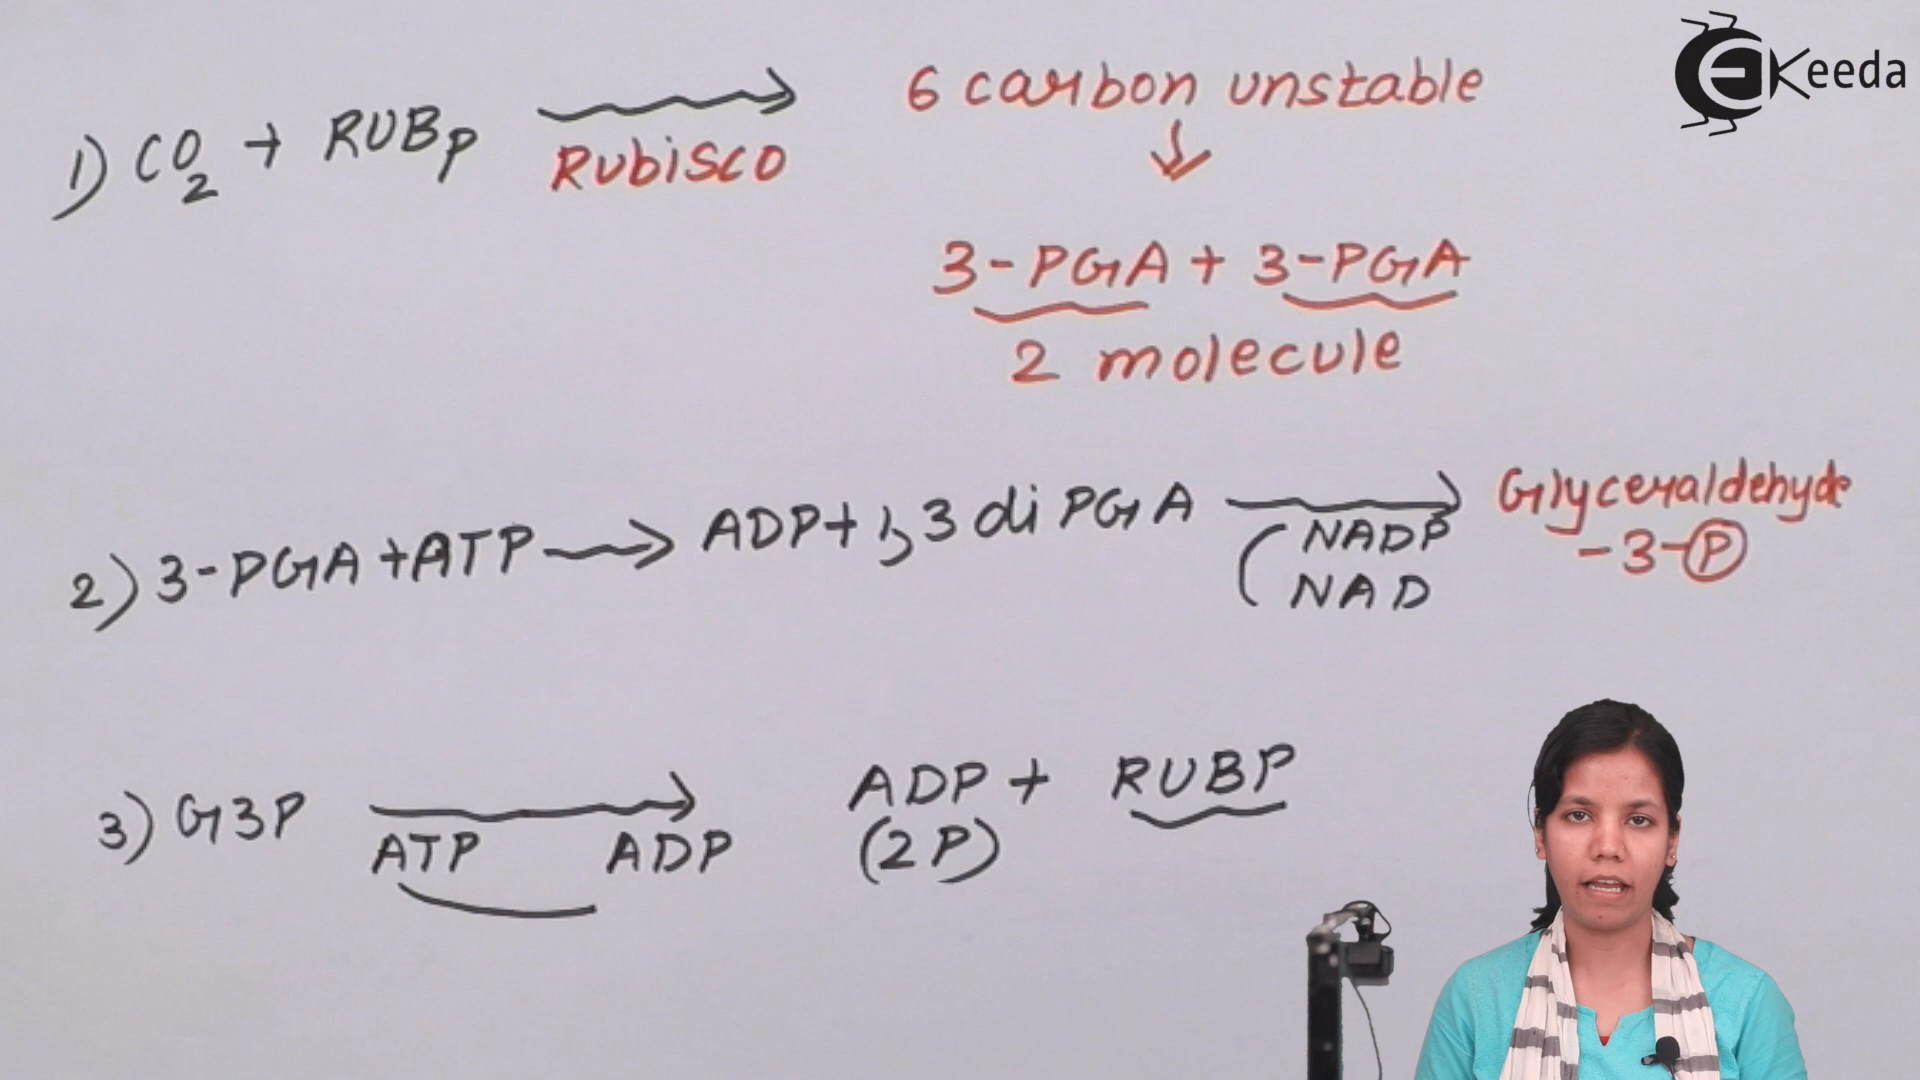 EKeeda
1) CO2 + RUBP
Rubisco
6 carbon unstable
3-PGA + 3-PGA
2 molecule
2) 3-PGA + ATP → ADP + 1,3 di PGA →
NADP
NAD
Glyceraldehyde
-3-P
3) G3P → ADP + RUBP
ATP ADP (2P)